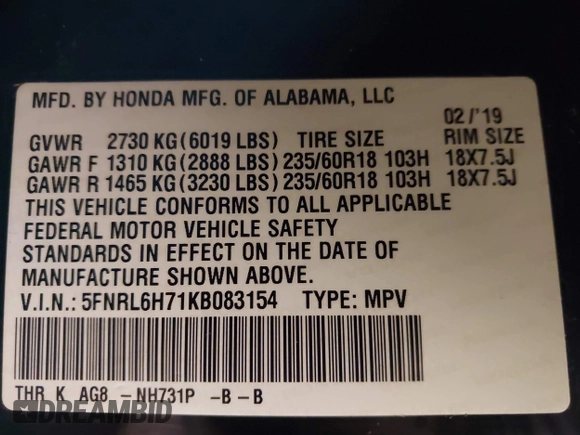 MFD. BY HONDA MFG. OF ALABAMA, LLC
02/'19
GVWR 2730 KG (6019 LBS) TIRE SIZE RIM SIZE
GAWR F 1310 KG (2888 LBS) 235/60R18 103H 18X7.5J
GAWR R 1465 KG (3230 LBS) 235/60R18 103H 18X7.5J
THIS VEHICLE CONFORMS TO ALL APPLICABLE
FEDERAL MOTOR VEHICLE SAFETY
STANDARDS IN EFFECT ON THE DATE OF
MANUFACTURE SHOWN ABOVE.
V.I.N.: 5FNRL6H71KB083154 TYPE: MPV
THR K AG8 - NH731P -B - B
DREAMBID